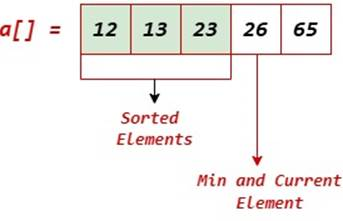 a[] = 12 13 23 26 65
Sorted
Elements
Min and Current
Element